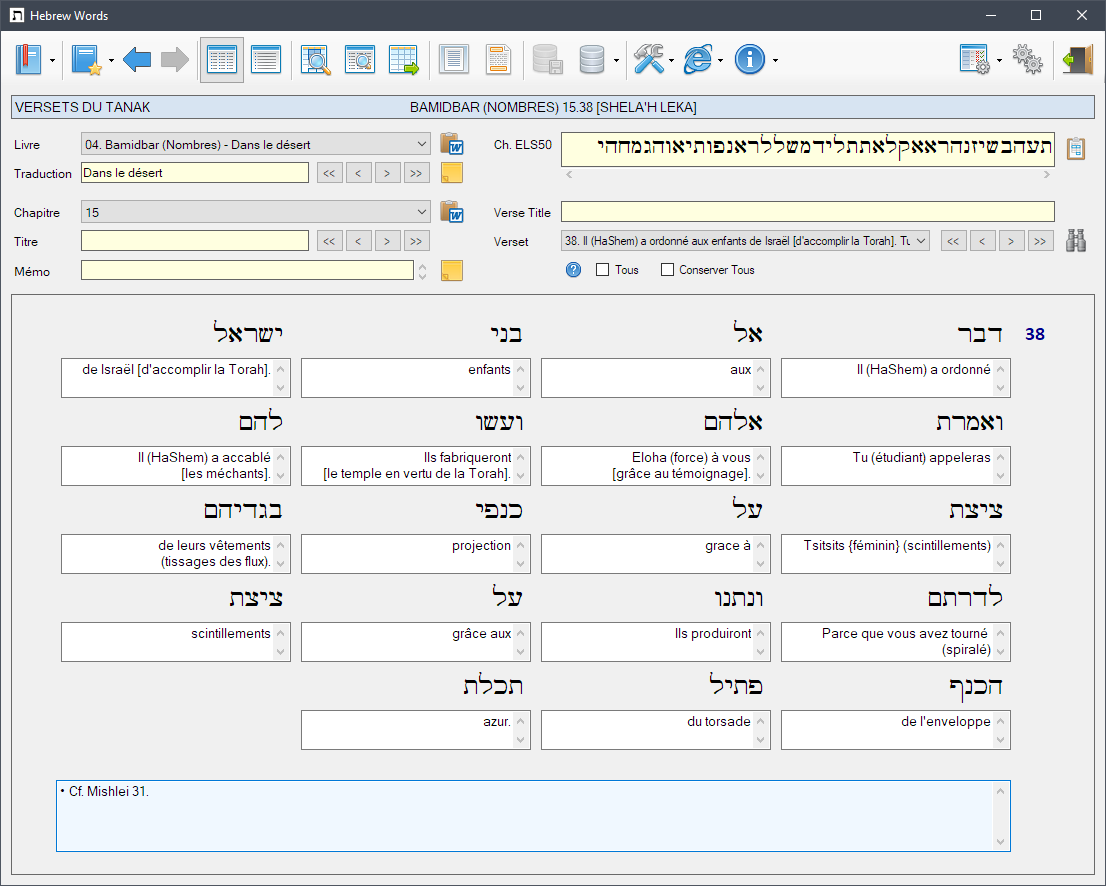 Hebrew Words
VERSETS DU TANAK BAMIDBAR (NOMBRES) 15.38 [SHELA'H LEKA]
Livre 04. Bamidbar (Nombres) - Dans le désert Ch. ELS50 תעהבשיזנהראאקלאתתלידמשללראנפותיאוהגמחהי
Traduction Dans le désert << < > >>
Chapitre 15 Verse Title
Titre << < > >> Verset 38. Il (HaShem) a ordonné aux enfants de Israël [d'accomplir la Torah]. Tu << < > >>
Mémo Tous Conserver Tous
38 דבר אל בני ישראל
Il (HaShem) a ordonné aux enfants de Israël [d'accomplir la Torah].
ואמרת אלהם ועשו להם
Tu (étudiant) appeleras
Eloha (force) à vous
[grâce au témoignage].
Ils fabriqueront
[le temple en vertu de la Torah].
Il (HaShem) a accablé
[les méchants].
ציצת על כנפי בגדיהם
Tsitsits {féminin} (scintillements) grace à projection
de leurs vêtements
(tissages des flux).
לדרתם ונתנו על ציצת
Parce que vous avez tourné
(spiralé)
Ils produiront grâce aux scintillements
הכנף פתיל תכלת
de l'enveloppe du torsade azur.
• Cf. Mishlei 31.